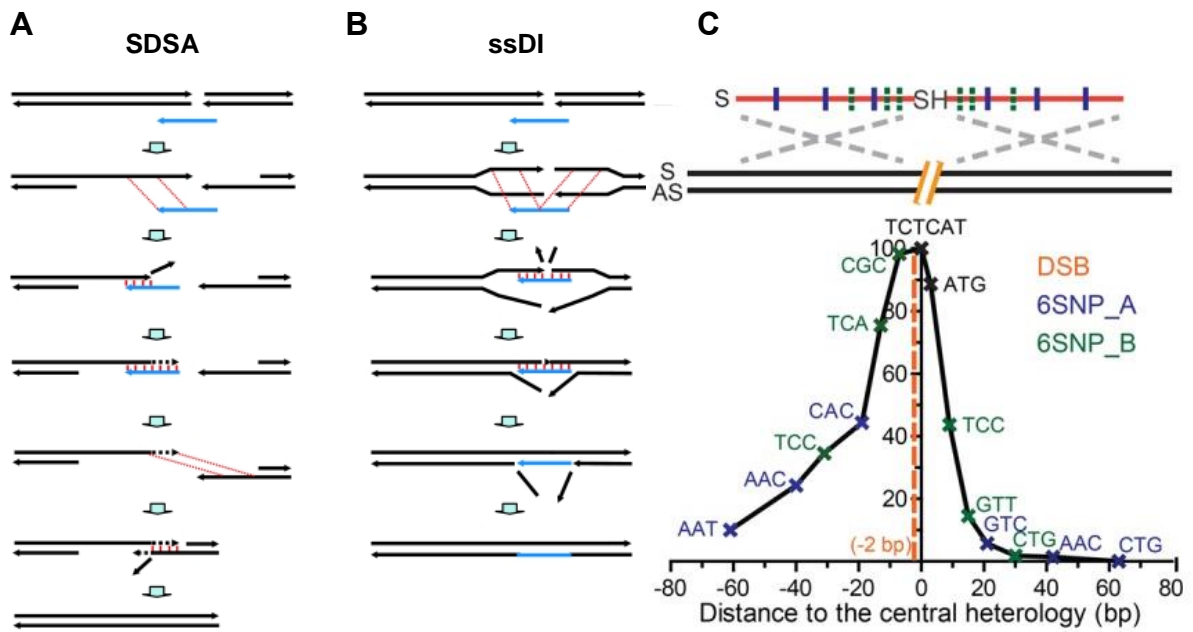 A
SDSA
B
ssDI
C
S
SH
S
AS
TCTCAT
100
CGC
ATG
DSB
80
TCA
6SNP_A
6SNP_B
60
CAC
TCC
40
TCC
AAC
20
GTT
AAT
GTC
(-2 bp)
CTG
AAC
CTG
-80 -60 -40 -20 0 20 40 60 80
Distance to the central heterology (bp)